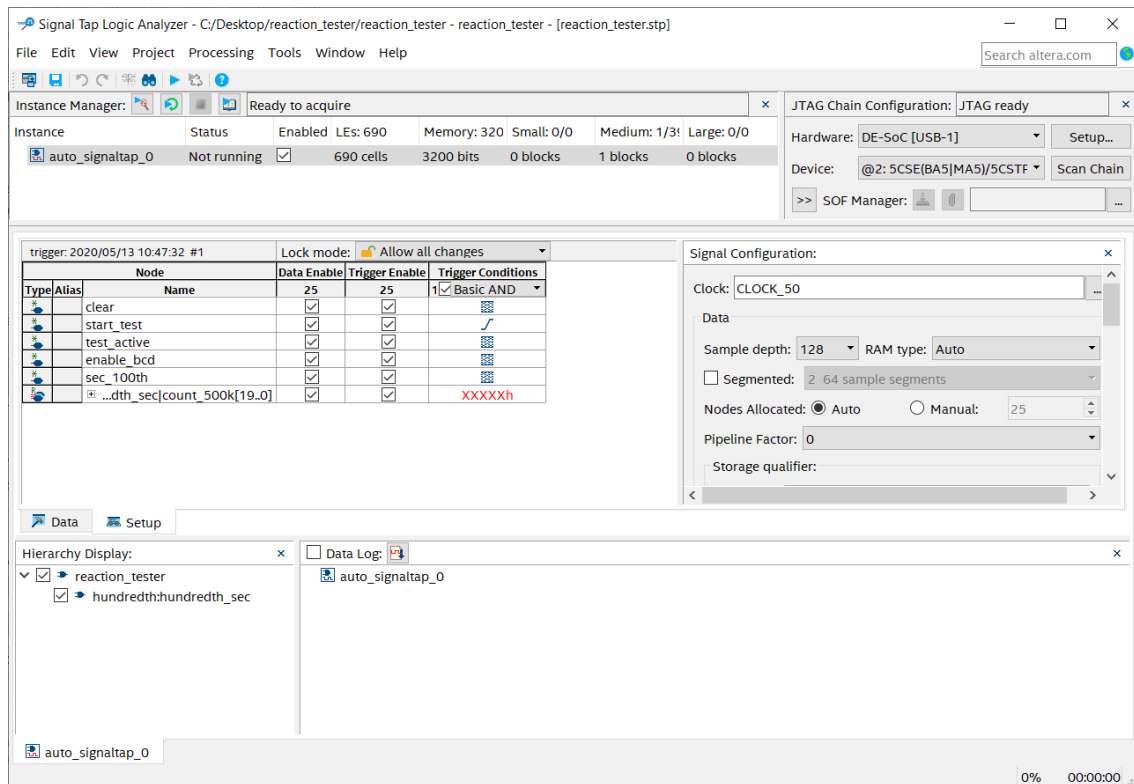 Signal Tap Logic Analyzer - C:/Desktop/reaction_tester/reaction_tester - reaction_tester - [reaction_tester.stp]
File Edit View Project Processing Tools Window Help
Search altera.com
Instance Manager: Ready to acquire
Instance Status Enabled LEs: 690 Memory: 320 Small: 0/0 Medium: 1/39 Large: 0/0
auto_signaltap_0 Not running 690 cells 3200 bits 0 blocks 1 blocks 0 blocks
JTAG Chain Configuration: JTAG ready
Hardware: DE-SoC [USB-1] Setup...
Device: @2: 5CSE(BA5|MA5)/5CSTF Scan Chain
>> SOF Manager: ...
trigger: 2020/05/13 10:47:32 #1 Lock mode: Allow all changes
Node Data Enable Trigger Enable Trigger Conditions
Type Alias Name 25 25 1 Basic AND
clear
start_test
test_active
enable_bcd
sec_100th
...dth_sec|count_500k[19..0] XXXXXh
Signal Configuration:
Clock: CLOCK_50 ...
Data
Sample depth: 128 RAM type: Auto
Segmented: 2 64 sample segments
Nodes Allocated: Auto Manual: 25
Pipeline Factor: 0
Storage qualifier:
Data Setup
Hierarchy Display:
reaction_tester
hundredth:hundredth_sec
Data Log:
auto_signaltap_0
auto_signaltap_0
0% 00:00:00